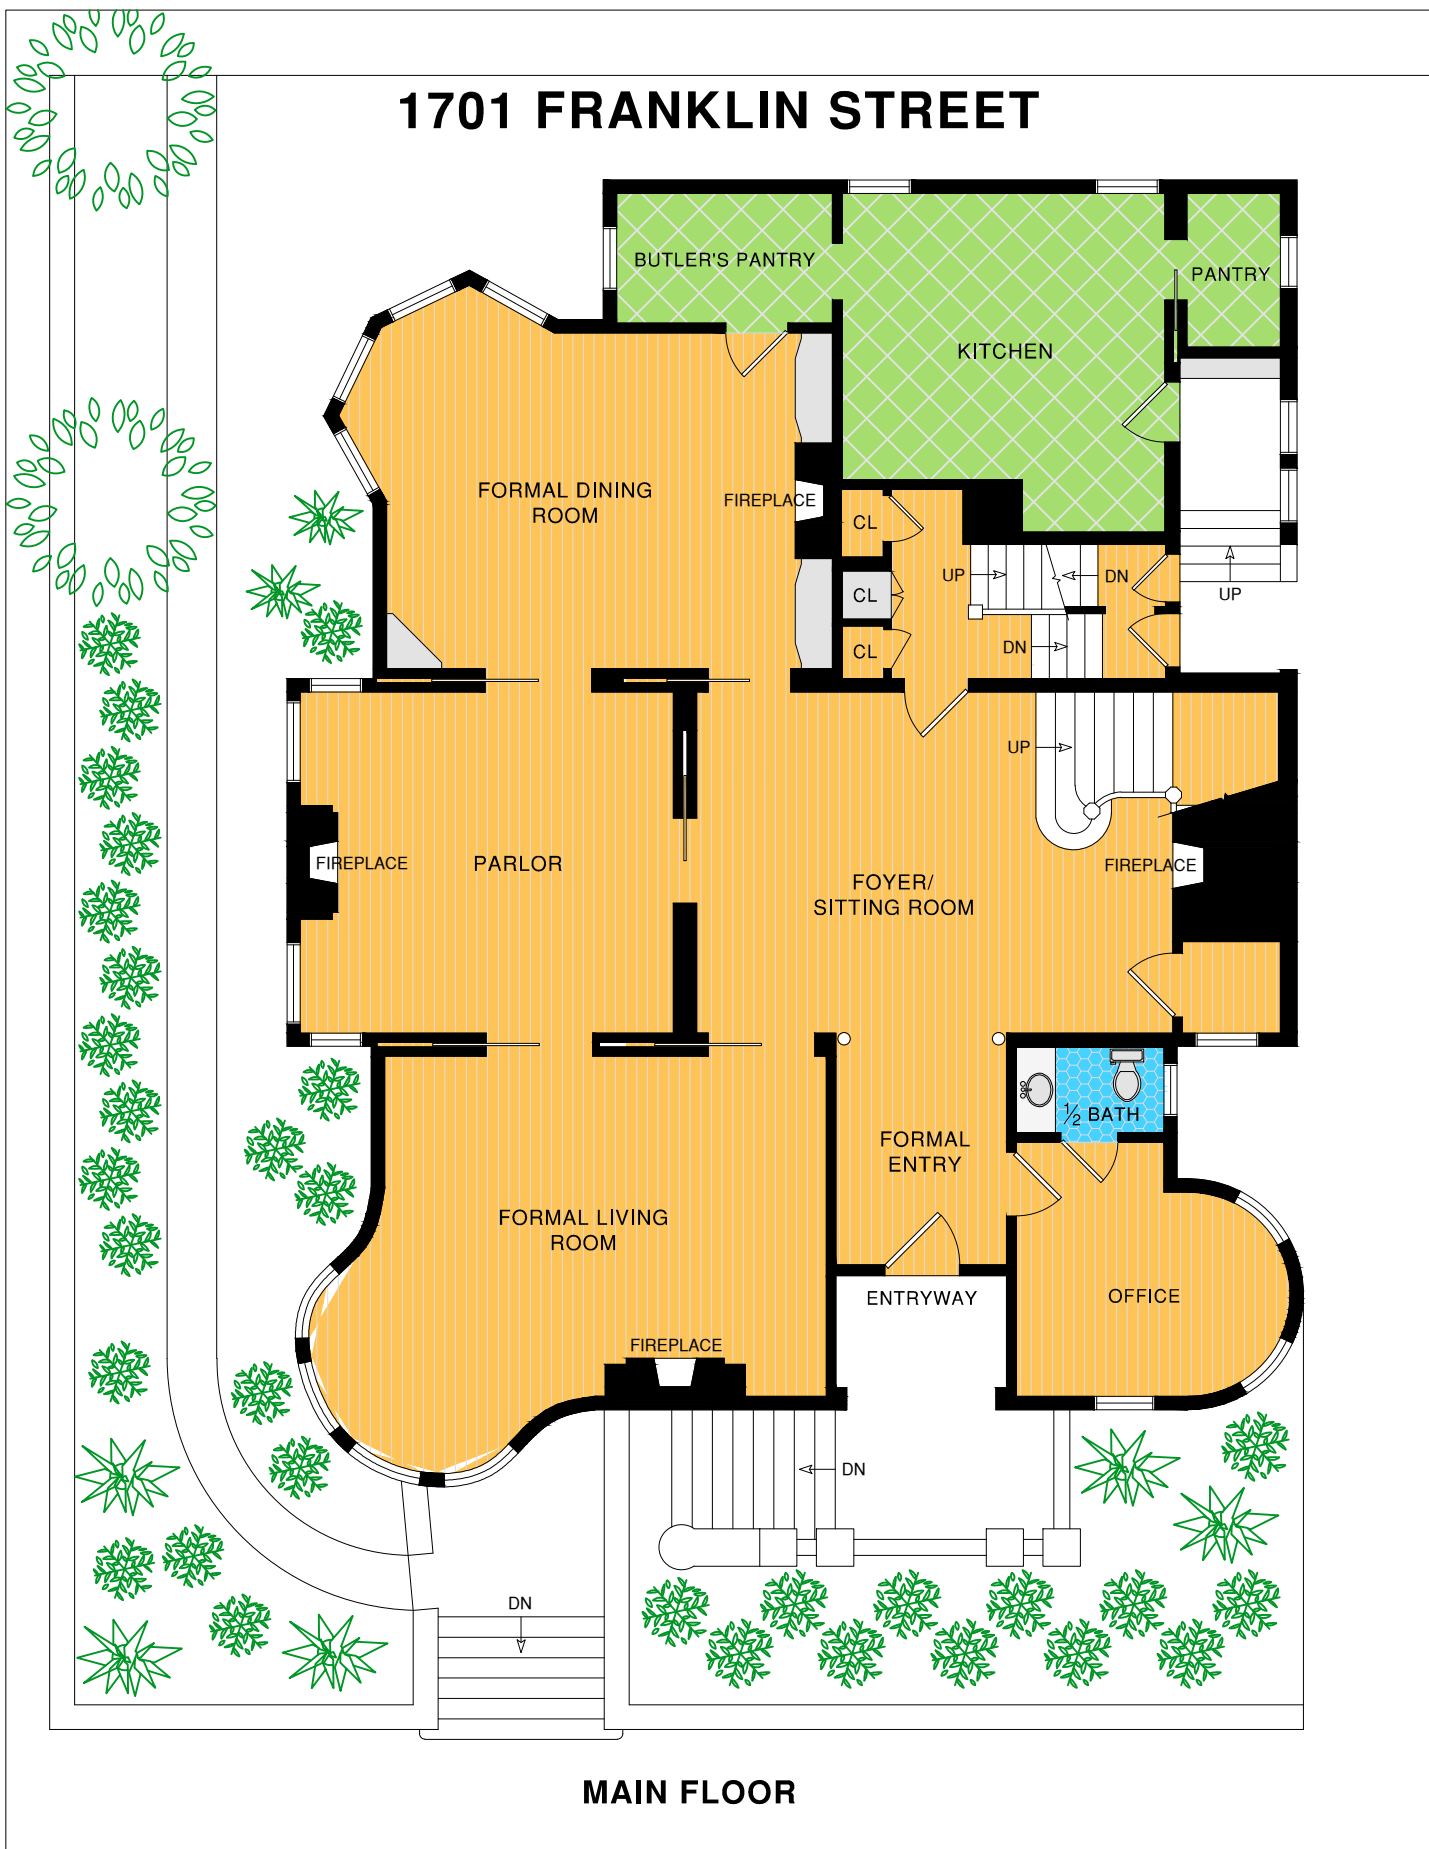 1701 FRANKLIN STREET
BUTLER'S PANTRY
PANTRY
KITCHEN
FORMAL DINING
ROOM
FIREPLACE
CL
CL
CL
UP
DN
DN
UP
UP
FIREPLACE
PARLOR
FOYER/
SITTING ROOM
FIREPLACE
½ BATH
FORMAL
ENTRY
FORMAL LIVING
ROOM
ENTRYWAY
OFFICE
FIREPLACE
DN
DN
MAIN FLOOR